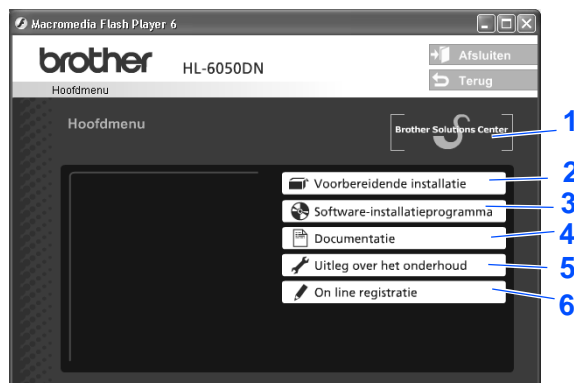 Macromedia Flash Player 6
brother
HL-6050DN
Afsluiten
Terug
Hoofdmenu
Hoofdmenu
Brother Solutions Center
1
Voorbereidende installatie
2
Software-installatieprogramma
3
Documentatie
4
Uitleg over het onderhoud
5
On line registratie
6